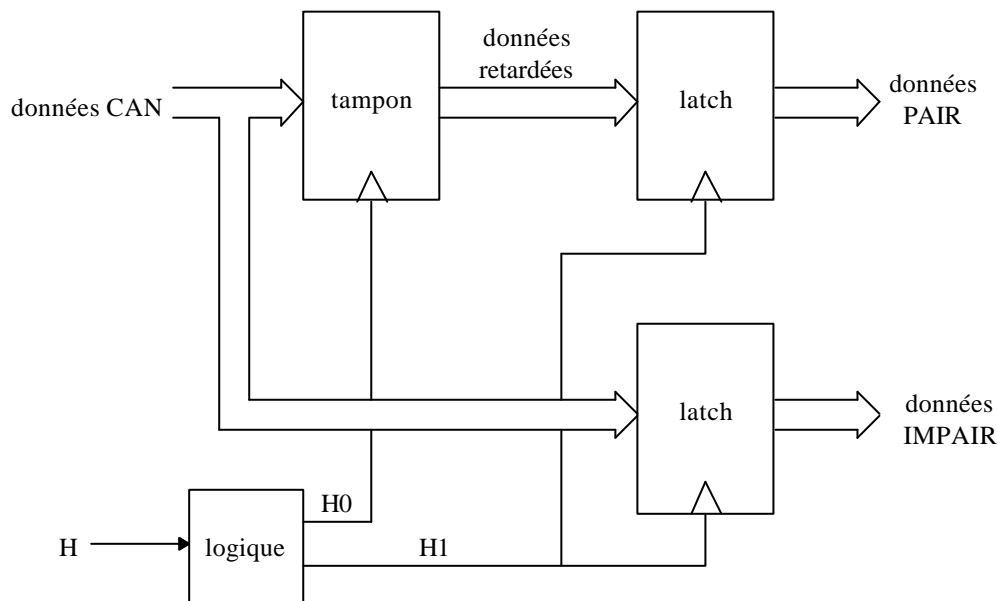 données CAN
tampon
données
retardées
latch
données
PAIR
latch
données
IMPAIR
H
logique
H0
H1